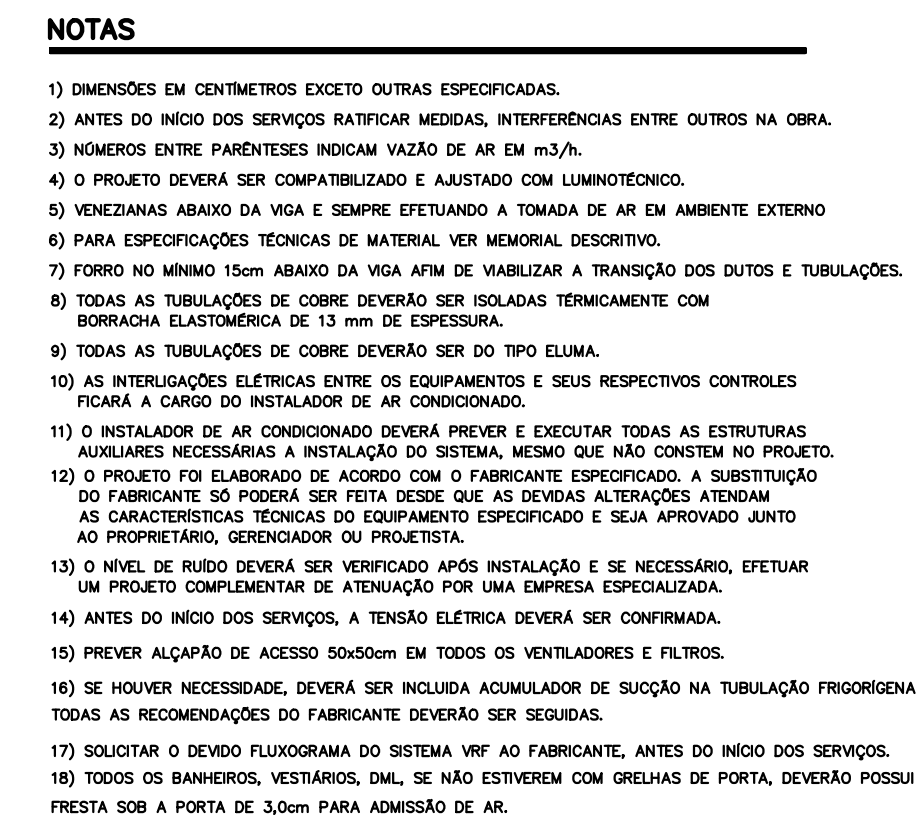 NOTAS
1) DIMENSÕES EM CENTÍMETROS EXCETO OUTRAS ESPECIFICADAS.
2) ANTES DO INÍCIO DOS SERVIÇOS RATIFICAR MEDIDAS, INTERFERÊNCIAS ENTRE OUTROS NA OBRA.
3) NÚMEROS ENTRE PARÊNTESES INDICAM VAZÃO DE AR EM m3/h.
4) O PROJETO DEVERÁ SER COMPATIBILIZADO E AJUSTADO COM LUMINOTÉCNICO.
5) VENEZIANAS ABAIXO DA VIGA E SEMPRE EFETUANDO A TOMADA DE AR EM AMBIENTE EXTERNO
6) PARA ESPECIFICAÇÕES TÉCNICAS DE MATERIAL VER MEMORIAL DESCRITIVO.
7) FORRO NO MÍNIMO 15cm ABAIXO DA VIGA AFIM DE VIABILIZAR A TRANSIÇÃO DOS DUTOS E TUBULAÇÕES.
8) TODAS AS TUBULAÇÕES DE COBRE DEVERÃO SER ISOLADAS TÉRMICAMENTE COM
BORRACHA ELASTOMÉRICA DE 13 mm DE ESPESSURA.
9) TODAS AS TUBULAÇÕES DE COBRE DEVERÃO SER DO TIPO ELUMA.
10) AS INTERLIGAÇÕES ELÉTRICAS ENTRE OS EQUIPAMENTOS E SEUS RESPECTIVOS CONTROLES
FICARÁ A CARGO DO INSTALADOR DE AR CONDICIONADO.
11) O INSTALADOR DE AR CONDICIONADO DEVERÁ PREVER E EXECUTAR TODAS AS ESTRUTURAS
AUXILIARES NECESSÁRIAS A INSTALAÇÃO DO SISTEMA, MESMO QUE NÃO CONSTEM NO PROJETO.
12) O PROJETO FOI ELABORADO DE ACORDO COM O FABRICANTE ESPECIFICADO. A SUBSTITUIÇÃO
DO FABRICANTE SÓ PODERÁ SER FEITA DESDE QUE AS DEVIDAS ALTERAÇÕES ATENDAM
AS CARACTERÍSTICAS TÉCNICAS DO EQUIPAMENTO ESPECIFICADO E SEJA APROVADO JUNTO
AO PROPRIETÁRIO, GERENCIADOR OU PROJETISTA.
13) O NÍVEL DE RUÍDO DEVERÁ SER VERIFICADO APÓS INSTALAÇÃO E SE NECESSÁRIO, EFETUAR
UM PROJETO COMPLEMENTAR DE ATENUAÇÃO POR UMA EMPRESA ESPECIALIZADA.
14) ANTES DO INÍCIO DOS SERVIÇOS, A TENSÃO ELÉTRICA DEVERÁ SER CONFIRMADA.
15) PREVER ALÇAPÃO DE ACESSO 50x50cm EM TODOS OS VENTILADORES E FILTROS.
16) SE HOUVER NECESSIDADE, DEVERÁ SER INCLUIDA ACUMULADOR DE SUCÇÃO NA TUBULAÇÃO FRIGORÍGENA
TODAS AS RECOMENDAÇÕES DO FABRICANTE DEVERÃO SER SEGUIDAS.
17) SOLICITAR O DEVIDO FLUXOGRAMA DO SISTEMA VRF AO FABRICANTE, ANTES DO INÍCIO DOS SERVIÇOS.
18) TODOS OS BANHEIROS, VESTIÁRIOS, DML, SE NÃO ESTIVEREM COM GRELHAS DE PORTA, DEVERÃO POSSUI
FRESTA SOB A PORTA DE 3,0cm PARA ADMISSÃO DE AR.